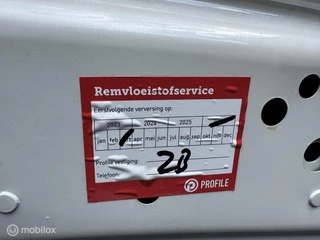 Remvloeistofservice
Eerstvolgende verversing op:
2023 2024 2025
jan feb apr mei jun jul aug sep okt nov dec
Profile vestiging:
28
Telefoon:
PROFILE
© mobilox